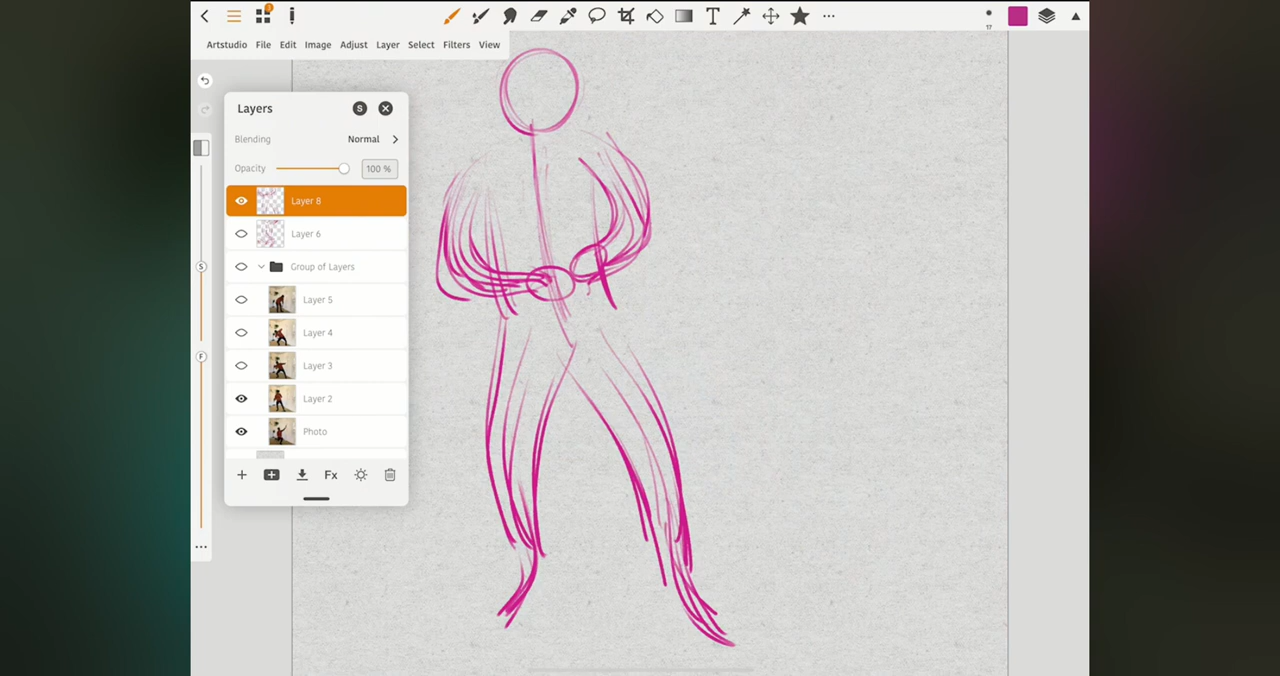 17
Artstudio File Edit Image Adjust Layer Select Filters View
Layers S
Blending Normal
Opacity 100 %
Layer 8
Layer 6
S
Group of Layers
Layer 5
Layer 4
F
Layer 3
Layer 2
Photo
Fx